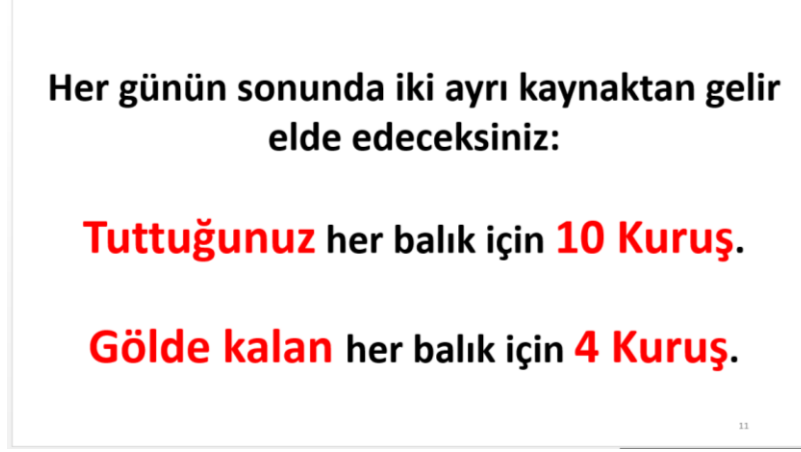 Her günün sonunda iki ayrı kaynaktan gelir
elde edeceksiniz:
Tuttuğunuz her balık için 10 Kuruş.
Gölde kalan her balık için 4 Kuruş.
11